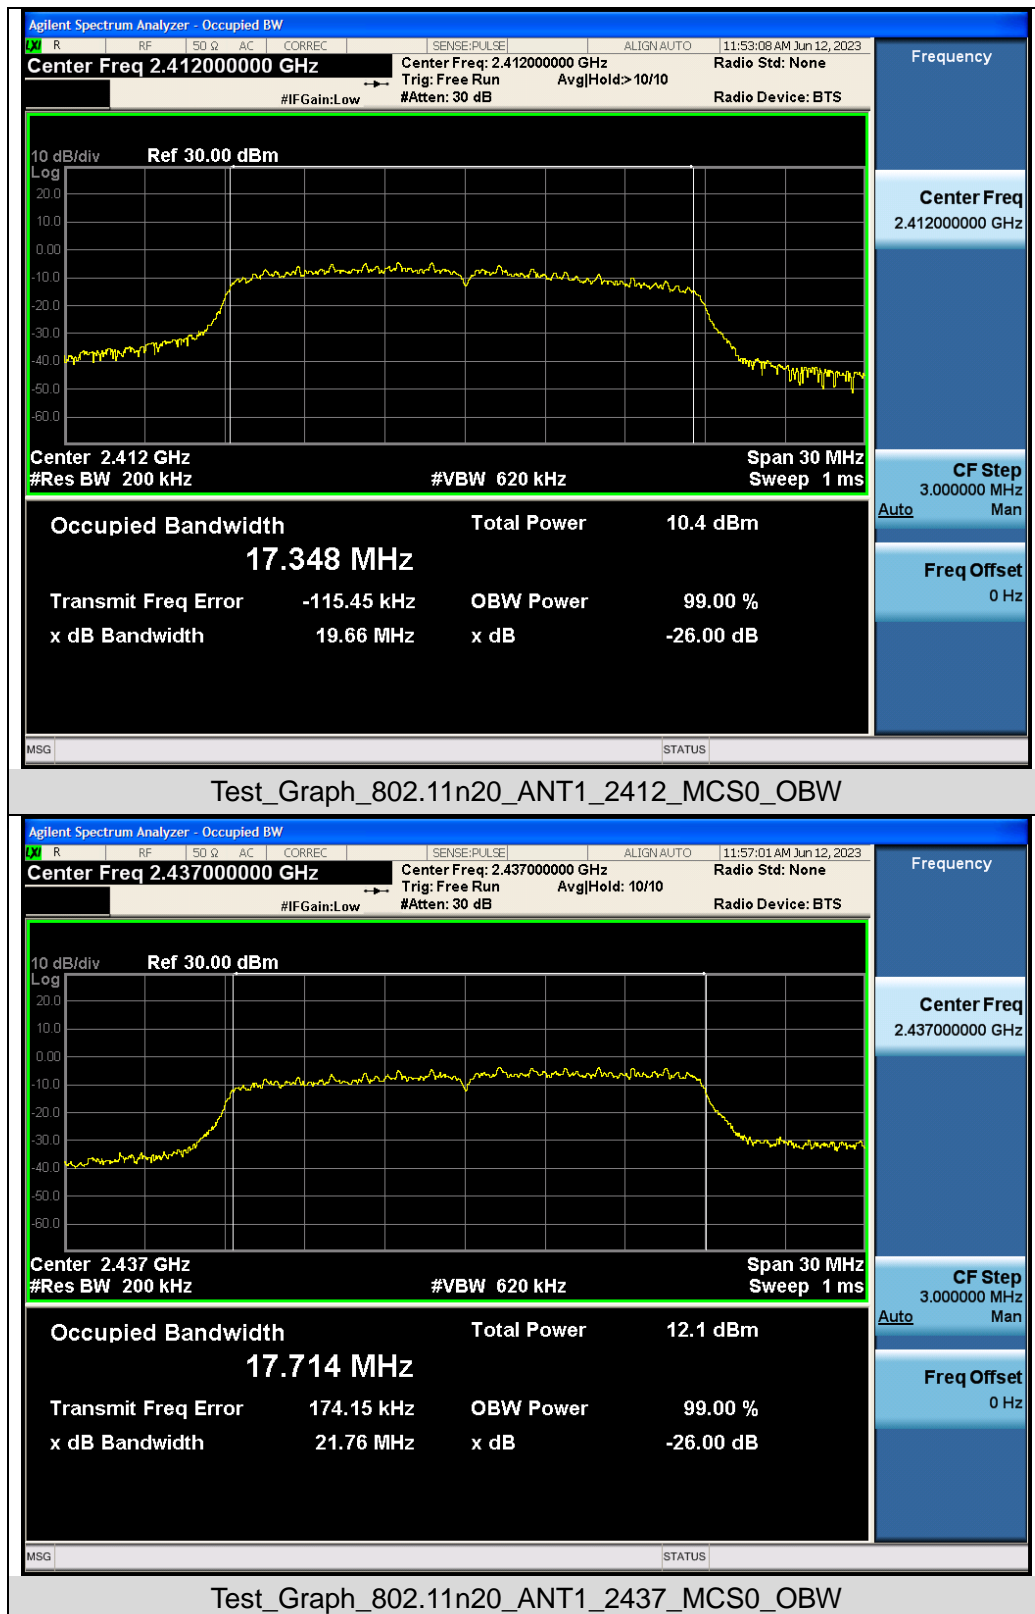 Agilent Spectrum Analyzer - Occupied BW
LXI R RF 50 Ω AC CORREC SENSE:PULSE ALIGN AUTO 11:53:08 AM Jun 12, 2023
Center Freq 2.412000000 GHz
Center Freq: 2.412000000 GHz
Radio Std: None
Trig: Free Run Avg|Hold:> 10/10
#IFGain:Low
#Atten: 30 dB
Radio Device: BTS
Frequency
10 dB/div Ref 30.00 dBm
Log
20.0
10.0
0.00
-10.0
-20.0
-30.0
-40.0
-50.0
-60.0
Center 2.412 GHz Span 30 MHz
#Res BW 200 kHz #VBW 620 kHz Sweep 1 ms
Center Freq
2.412000000 GHz
CF Step
3.000000 MHz
Auto Man
Freq Offset
0 Hz
Occupied Bandwidth Total Power 10.4 dBm
17.348 MHz
Transmit Freq Error -115.45 kHz OBW Power 99.00 %
x dB Bandwidth 19.66 MHz x dB -26.00 dB
MSG STATUS
Test_Graph_802.11n20_ANT1_2412_MCS0_OBW
Agilent Spectrum Analyzer - Occupied BW
LXI R RF 50 Ω AC CORREC SENSE:PULSE ALIGN AUTO 11:57:01 AM Jun 12, 2023
Center Freq 2.437000000 GHz
Center Freq: 2.437000000 GHz
Radio Std: None
Trig: Free Run Avg|Hold: 10/10
#IFGain:Low
#Atten: 30 dB
Radio Device: BTS
Frequency
10 dB/div Ref 30.00 dBm
Log
20.0
10.0
0.00
-10.0
-20.0
-30.0
-40.0
-50.0
-60.0
Center 2.437 GHz Span 30 MHz
#Res BW 200 kHz #VBW 620 kHz Sweep 1 ms
Center Freq
2.437000000 GHz
CF Step
3.000000 MHz
Auto Man
Freq Offset
0 Hz
Occupied Bandwidth Total Power 12.1 dBm
17.714 MHz
Transmit Freq Error 174.15 kHz OBW Power 99.00 %
x dB Bandwidth 21.76 MHz x dB -26.00 dB
MSG STATUS
Test_Graph_802.11n20_ANT1_2437_MCS0_OBW